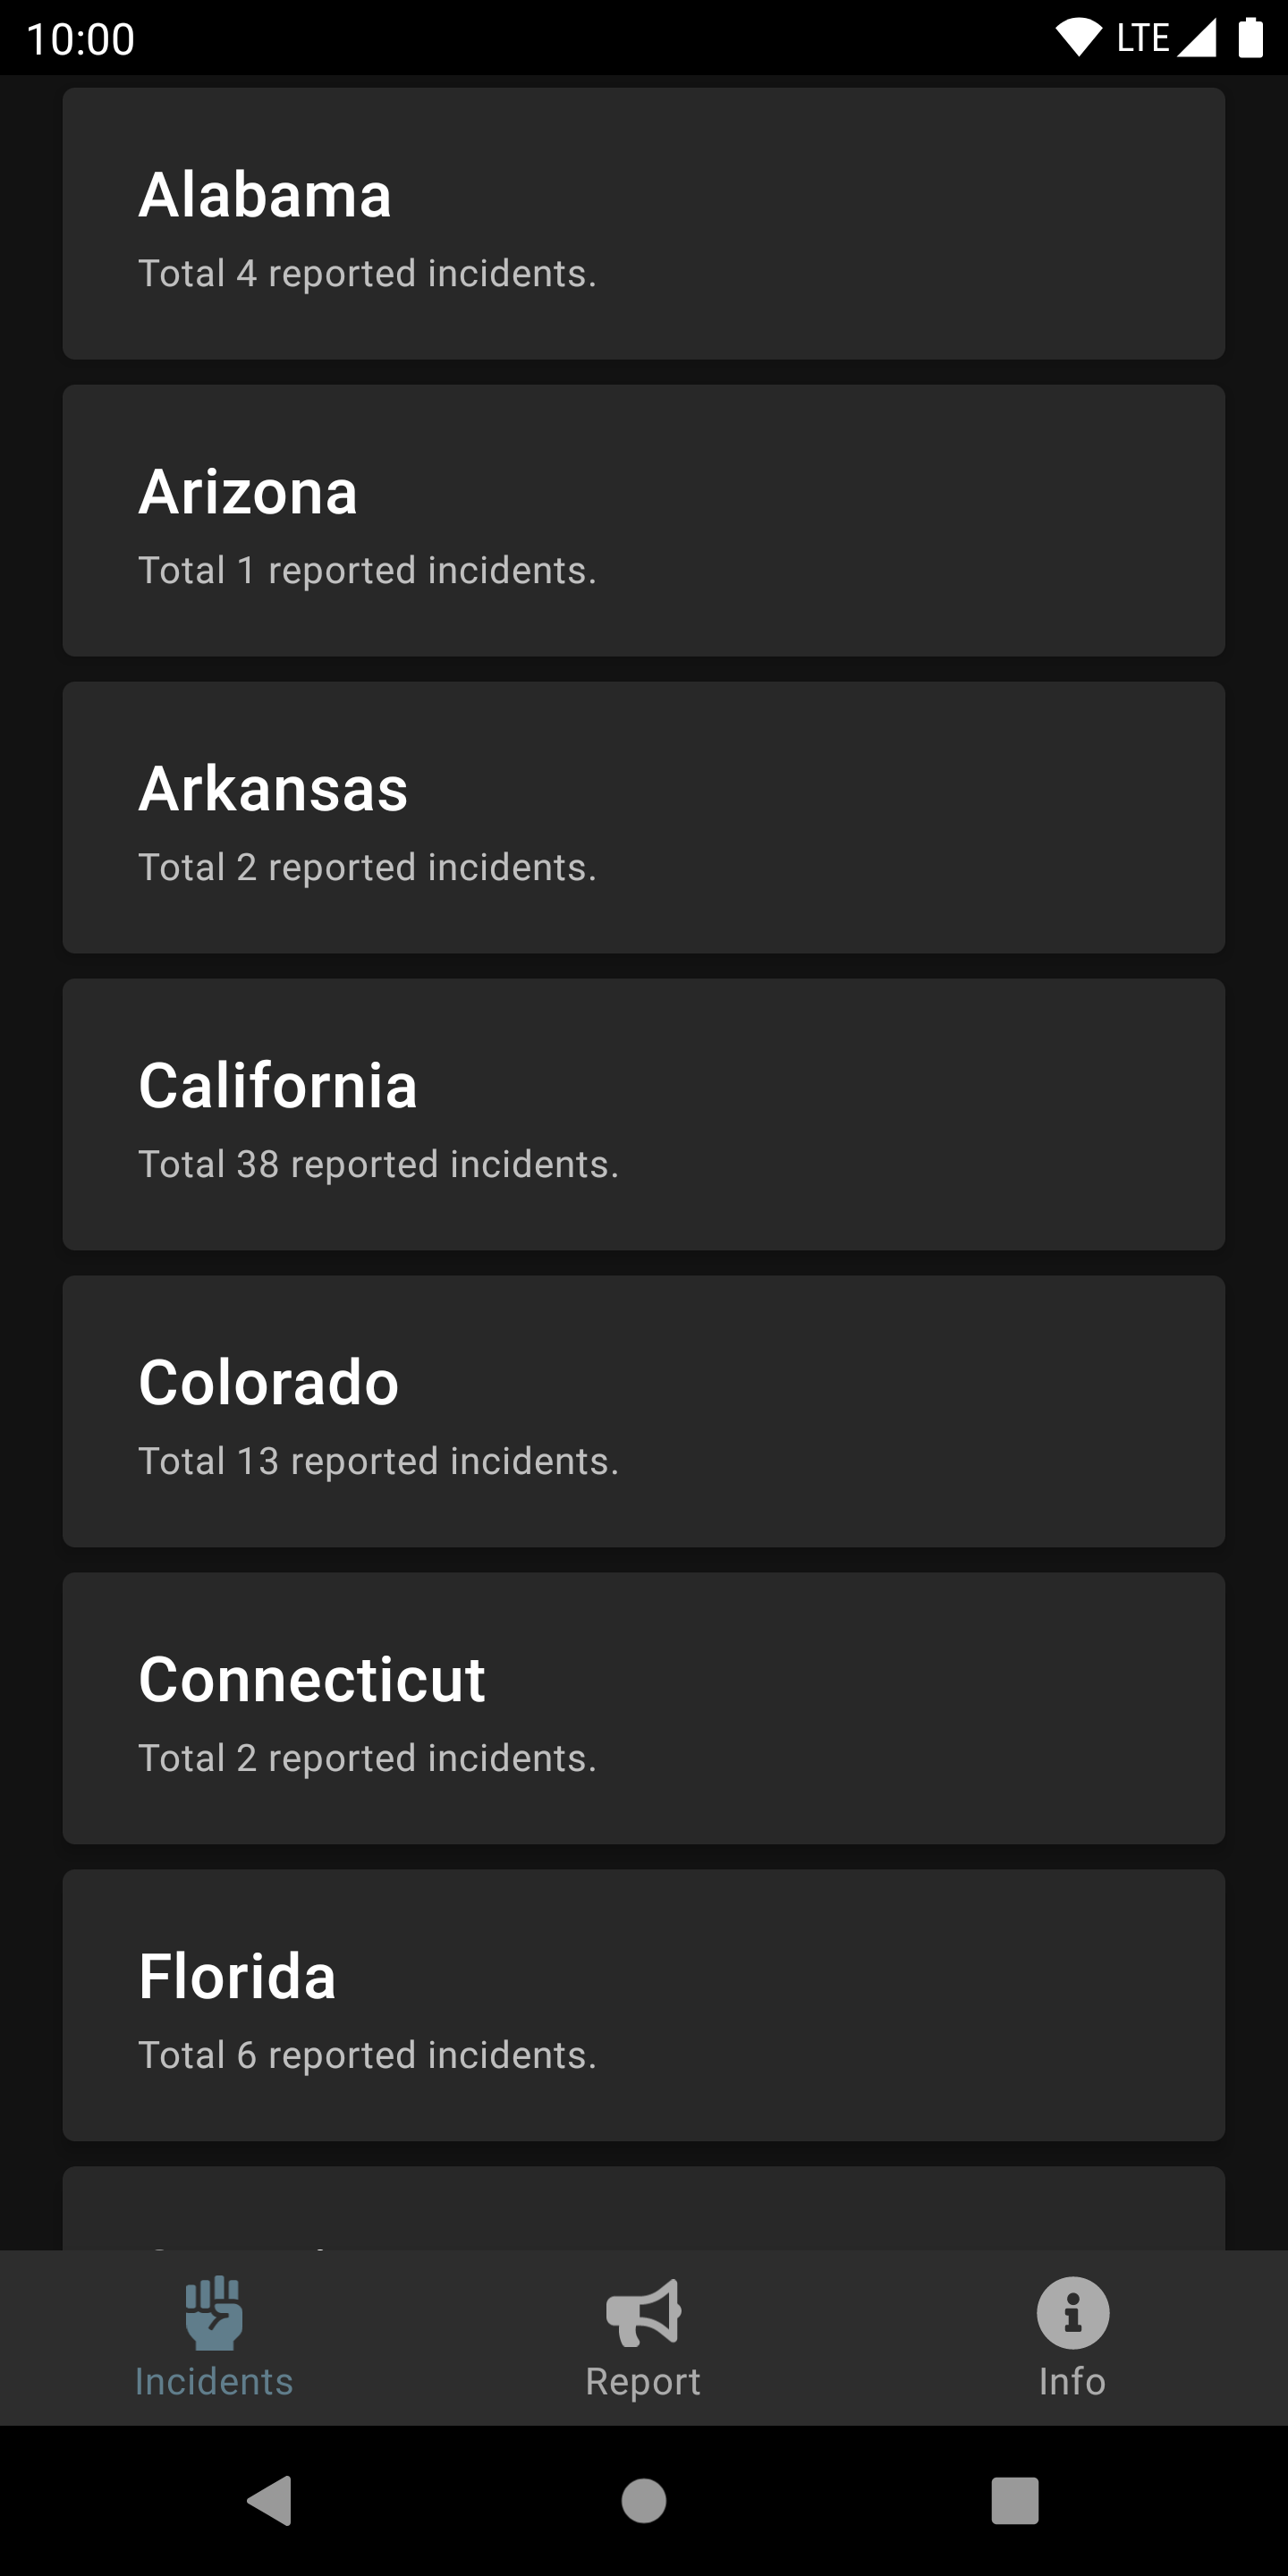 10:00 LTE
Alabama
Total 4 reported incidents.
Arizona
Total 1 reported incidents.
Arkansas
Total 2 reported incidents.
California
Total 38 reported incidents.
Colorado
Total 13 reported incidents.
Connecticut
Total 2 reported incidents.
Florida
Total 6 reported incidents.
Incidents Report Info